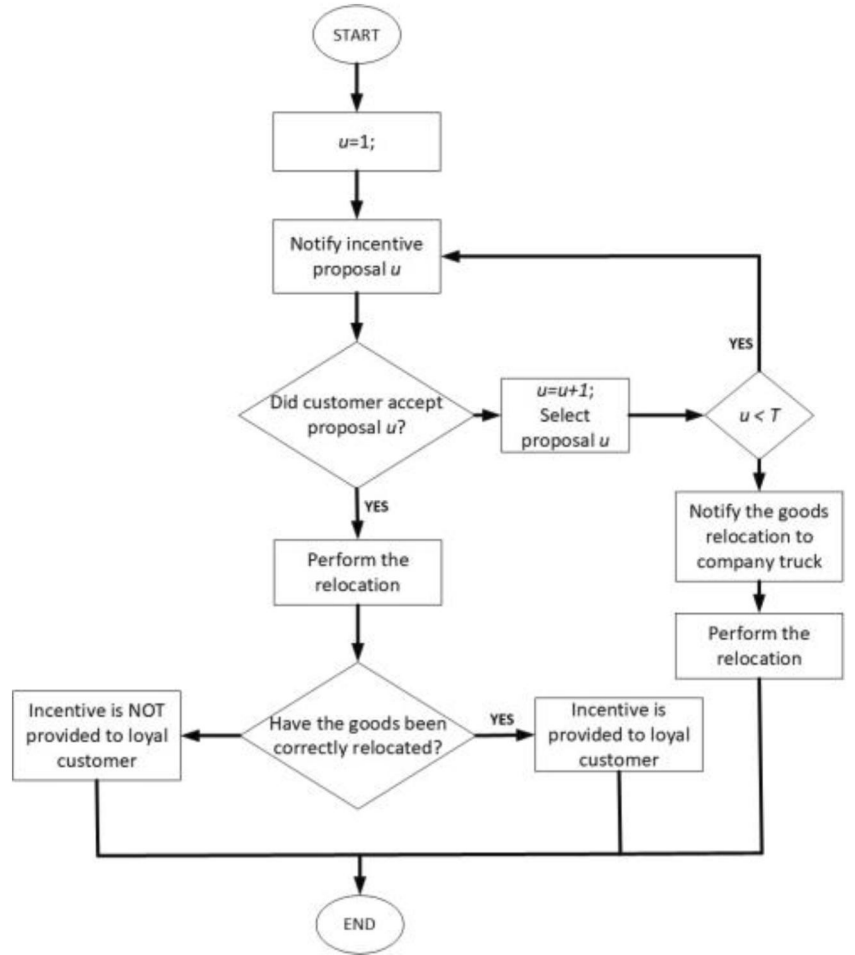 START
u=1;
Notify incentive
proposal u
YES
Did customer accept
proposal u?
u=u+1;
Select
proposal u
u < T
YES
Notify the goods
relocation to
company truck
Perform the
relocation
Perform the
relocation
Incentive is NOT
provided to loyal
customer
Have the goods been
correctly relocated?
YES
Incentive is
provided to loyal
customer
END